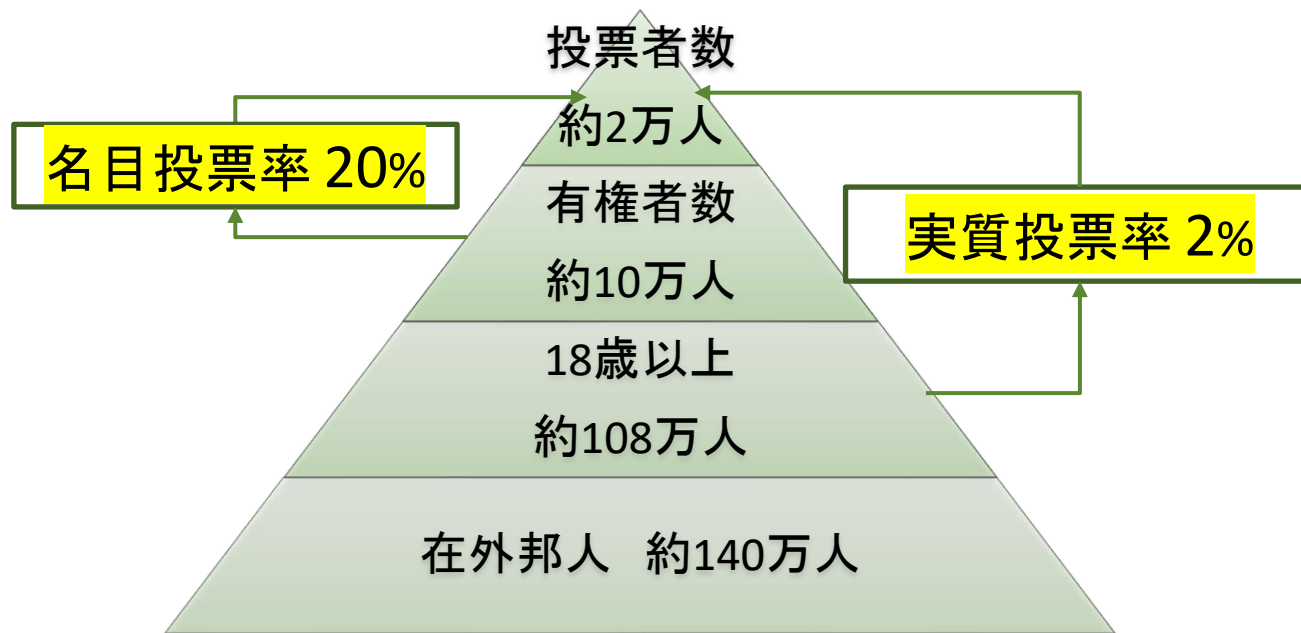 投票者数
約2万人
名目投票率 20%
有権者数
約10万人
実質投票率 2%
18歳以上
約108万人
在外邦人　約140万人